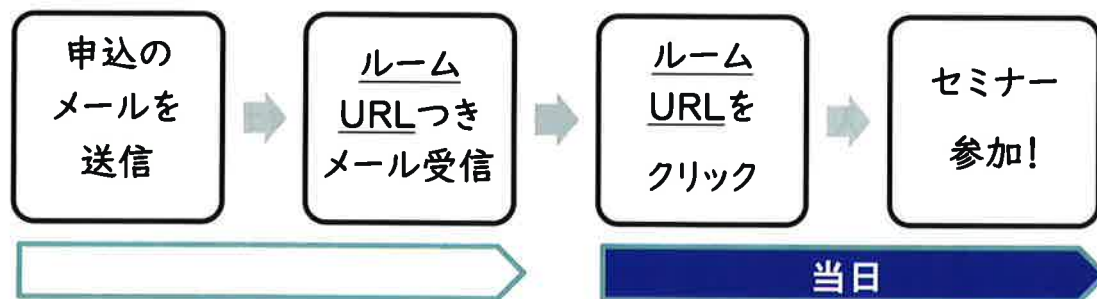 申込の
メールを
送信
ルーム
URLつき
メール受信
ルーム
URLを
クリック
セミナー
参加!
当日